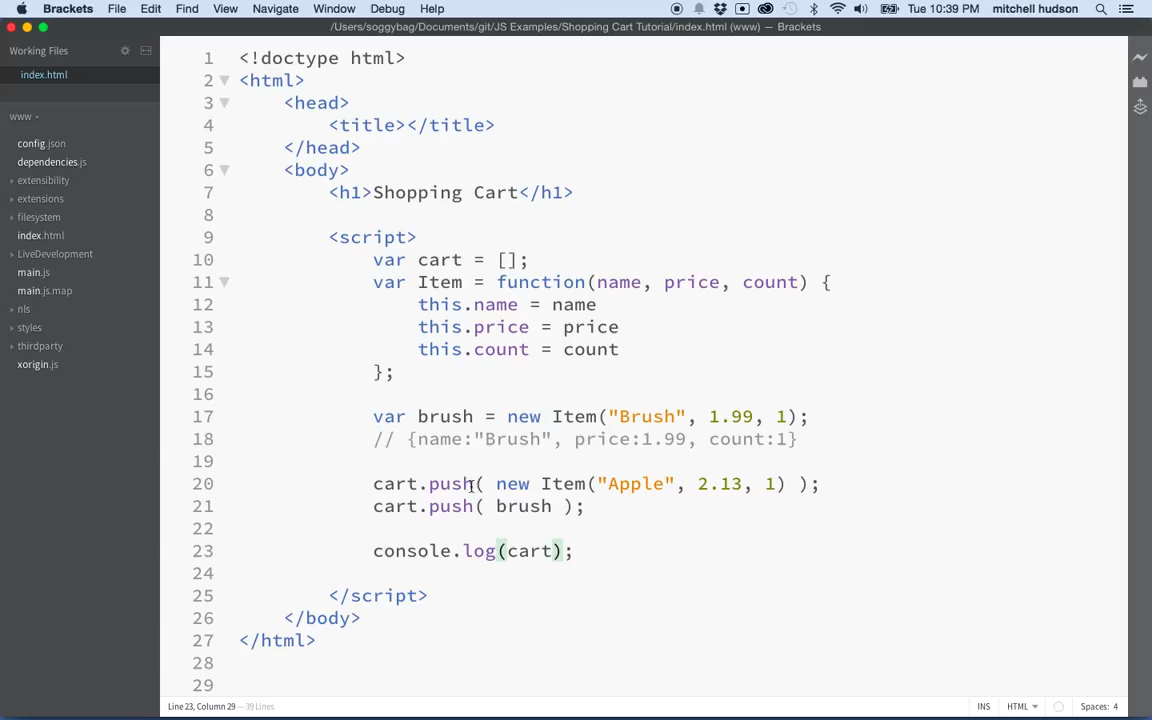 Brackets File Edit Find View Navigate Window Debug Help Tue 10:39 PM mitchell hudson
/Users/soggybag/Documents/git/JS Examples/Shopping Cart Tutorial/index.html (www) — Brackets
Working Files
index.html
www
config.json
dependencies.js
extensibility
extensions
filesystem
index.html
LiveDevelopment
main.js
main.js.map
nls
styles
thirdparty
xorigin.js
1 <!doctype html>
2 <html>
3 <head>
4 <title></title>
5 </head>
6 <body>
7 <h1>Shopping Cart</h1>
8
9 <script>
10 var cart = [];
11 var Item = function(name, price, count) {
12 this.name = name
13 this.price = price
14 this.count = count
15 };
16
17 var brush = new Item("Brush", 1.99, 1);
18 // {name:"Brush", price:1.99, count:1}
19
20 cart.push( new Item("Apple", 2.13, 1) );
21 cart.push( brush );
22
23 console.log(cart);
24
25 </script>
26 </body>
27 </html>
28
29
Line 23, Column 29 — 39 Lines INS HTML Spaces: 4